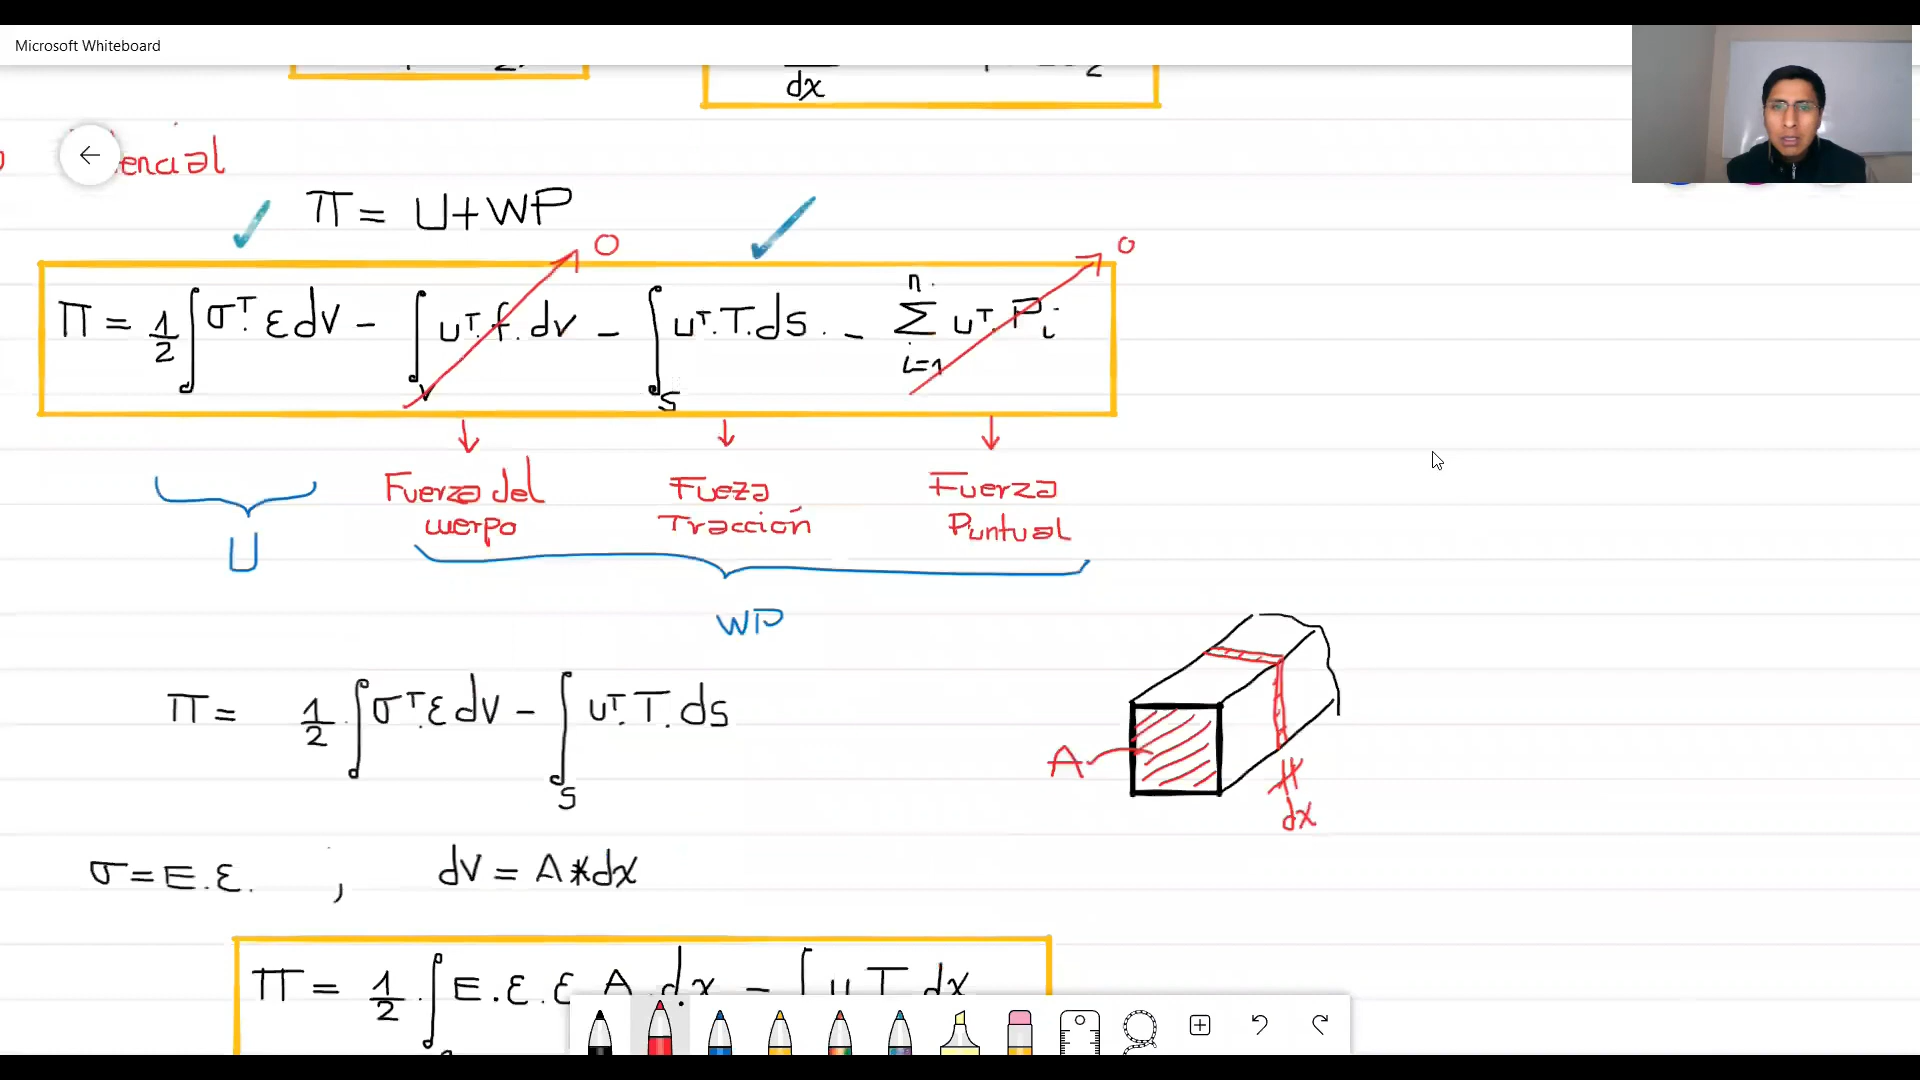 Microsoft Whiteboard
dx
2
encial
π = U+WP
0
0
π = 1/2 ∫ σᵀ. ε dV − ∫v uᵀ.f. dv − ∫s uᵀ.T.ds. − Σ n i=1 uᵀ.Pi
Fuerza del cuerpo
Fueza Tracción
Fuerza Puntual
U
WP
π = 1/2 ∫ σᵀ.ε dV − ∫s uᵀ.T.ds
A
dx
σ=E.ε. ; dV = A*dx
π = 1/2 ∫ E.ε.ε A dx − ∫ u T dx